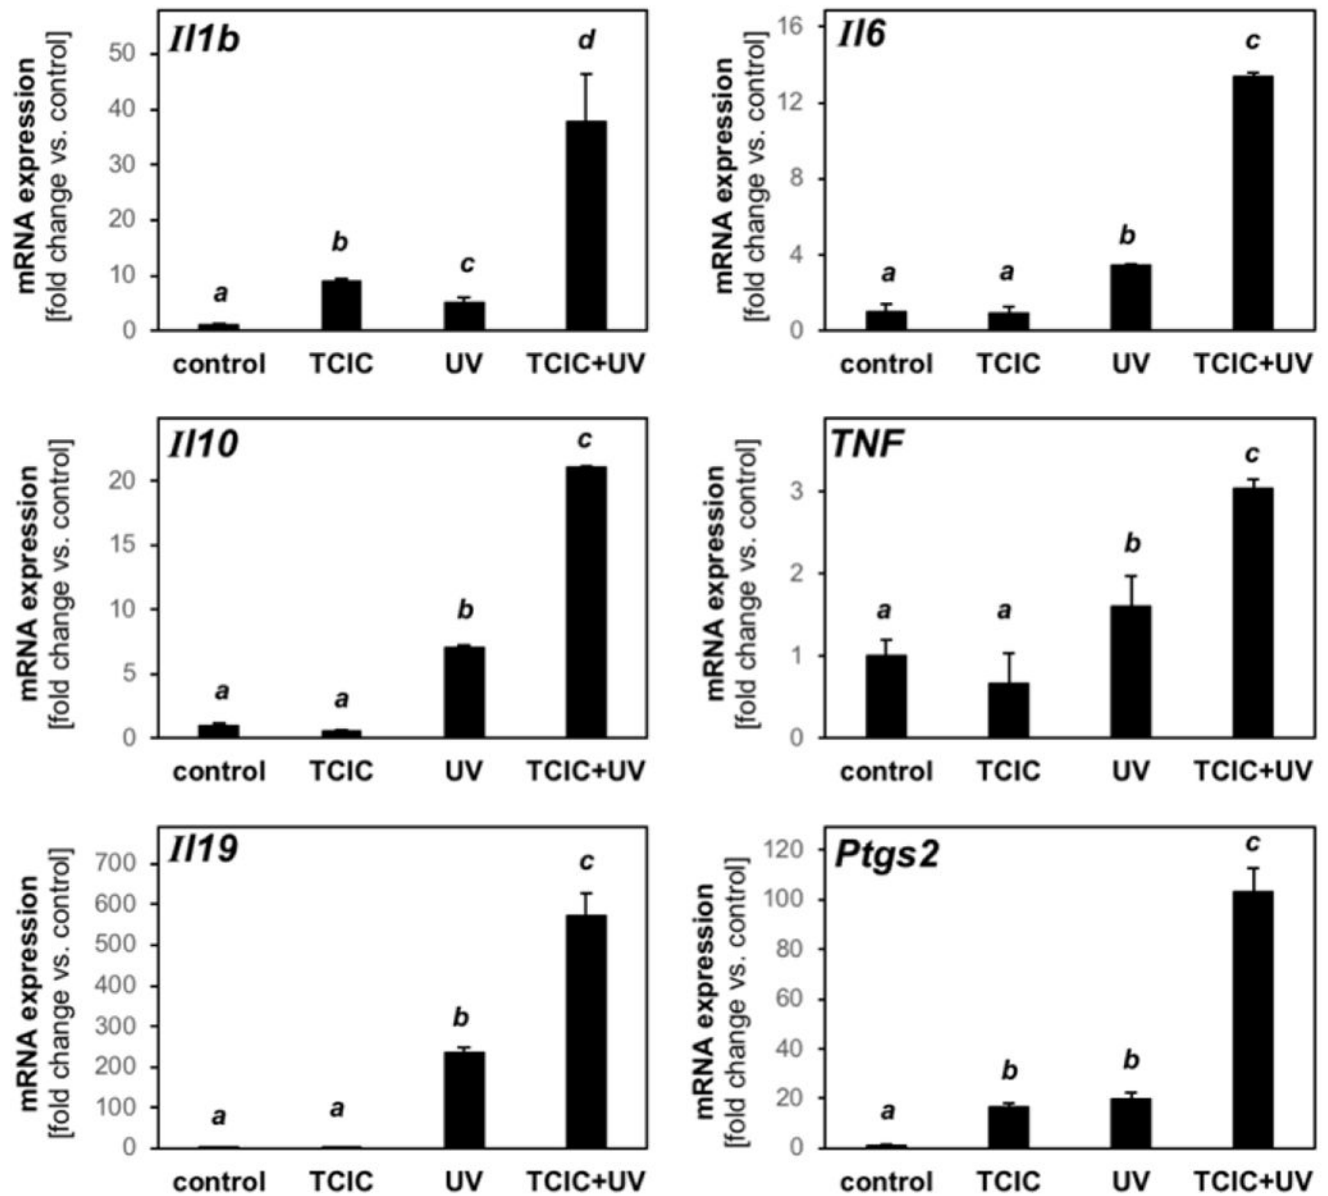 Il1b
mRNA expression
[fold change vs. control]
50
40
30
20
10
0
a
b
c
d
control TCIC UV TCIC+UV
Il6
mRNA expression
[fold change vs. control]
16
12
8
4
0
a
a
b
c
control TCIC UV TCIC+UV
Il10
mRNA expression
[fold change vs. control]
20
15
10
5
0
a
a
b
c
control TCIC UV TCIC+UV
TNF
mRNA expression
[fold change vs. control]
3
2
1
0
a
a
b
c
control TCIC UV TCIC+UV
Il19
mRNA expression
[fold change vs. control]
700
600
500
400
300
200
100
0
a
a
b
c
control TCIC UV TCIC+UV
Ptgs2
mRNA expression
[fold change vs. control]
120
100
80
60
40
20
0
a
b
b
c
control TCIC UV TCIC+UV